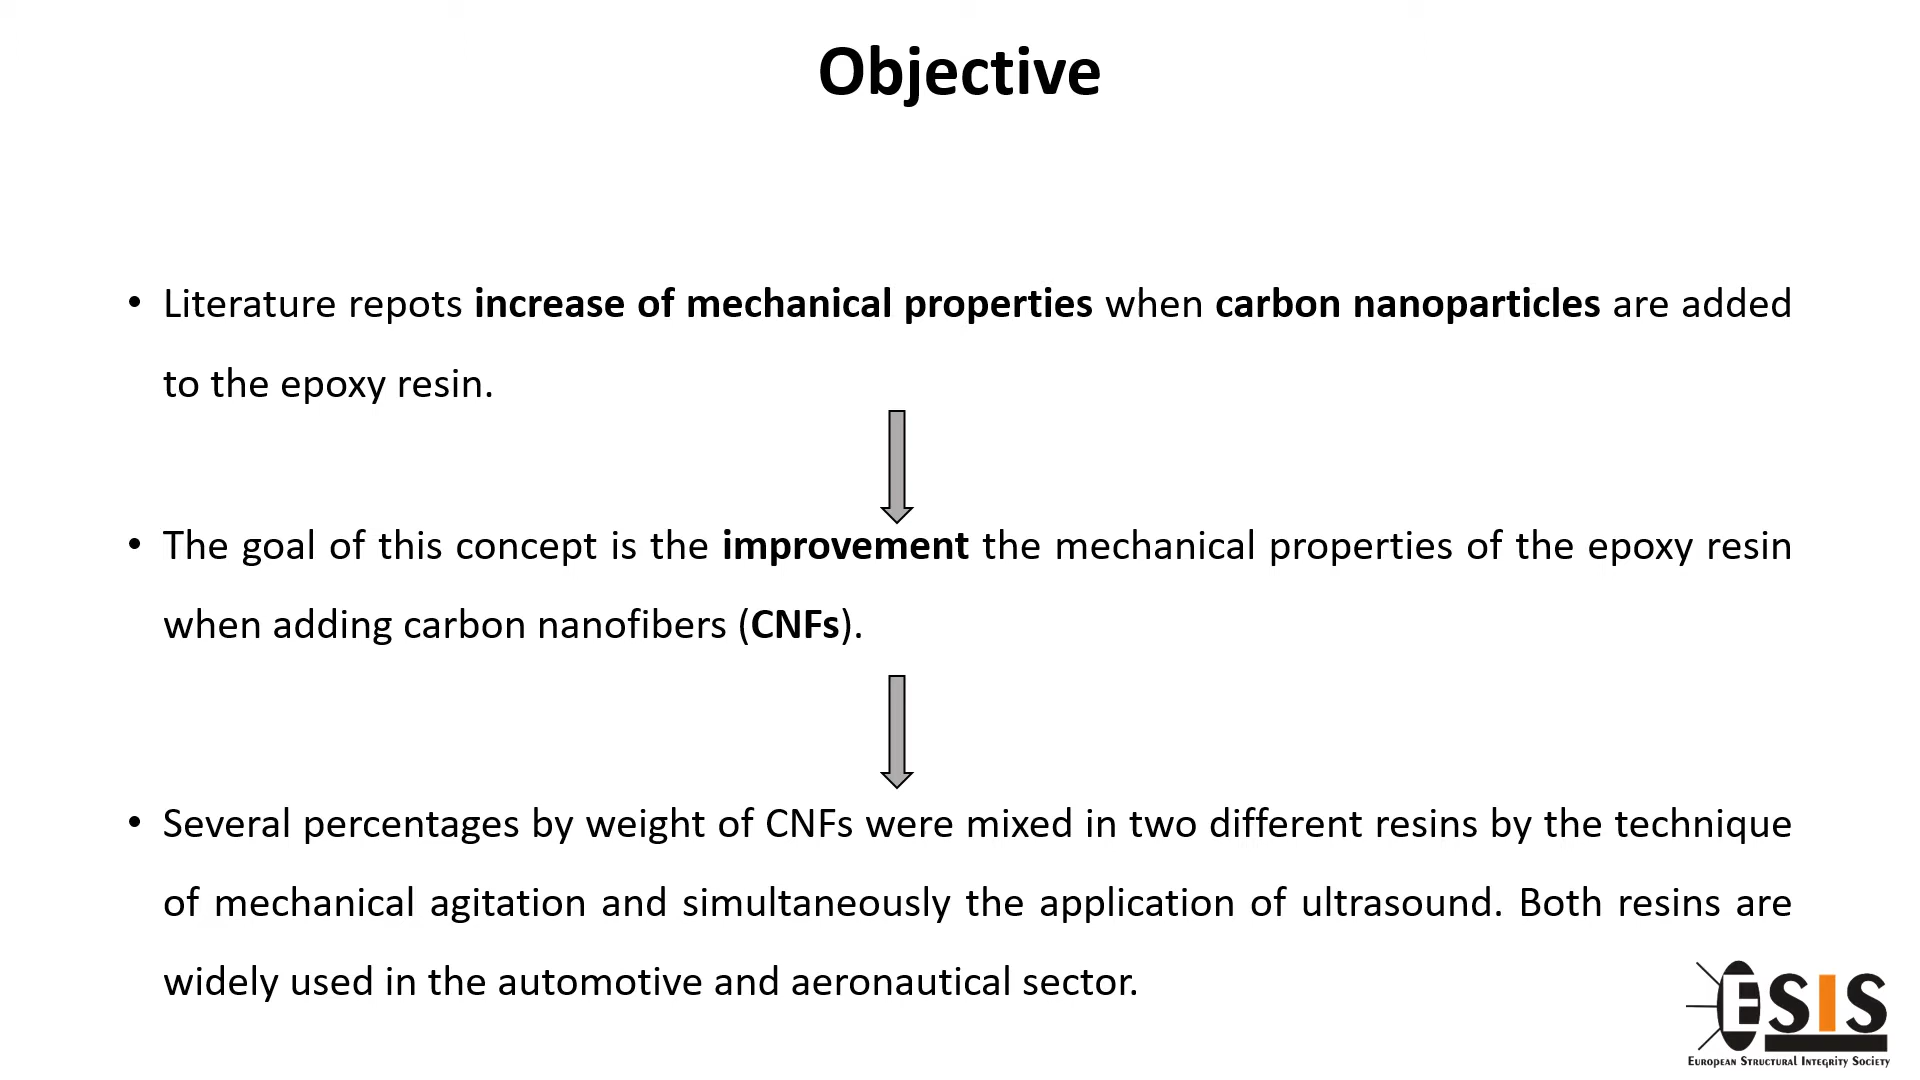 Objective
• Literature repots increase of mechanical properties when carbon nanoparticles are added
to the epoxy resin.
• The goal of this concept is the improvement the mechanical properties of the epoxy resin
when adding carbon nanofibers (CNFs).
• Several percentages by weight of CNFs were mixed in two different resins by the technique
of mechanical agitation and simultaneously the application of ultrasound. Both resins are
widely used in the automotive and aeronautical sector.
ESIS
European Structural Integrity Society